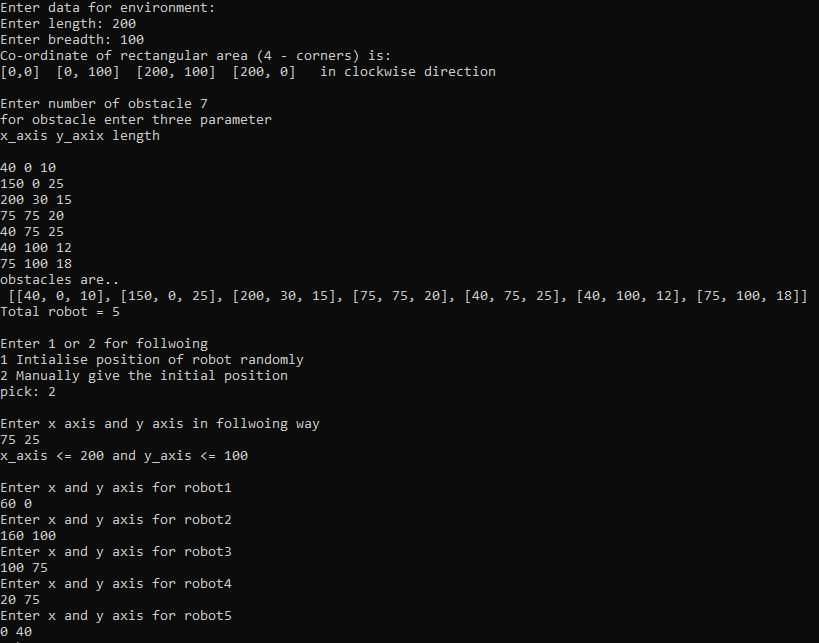 Enter data for environment:
Enter length: 200
Enter breadth: 100
Co-ordinate of rectangular area (4 - corners) is:
[0,0]  [0, 100]  [200, 100]  [200, 0]   in clockwise direction
Enter number of obstacle 7
for obstacle enter three parameter
x_axis y_axix length
40 0 10
150 0 25
200 30 15
75 75 20
40 75 25
40 100 12
75 100 18
obstacles are..
[[40, 0, 10], [150, 0, 25], [200, 30, 15], [75, 75, 20], [40, 75, 25], [40, 100, 12], [75, 100, 18]]
Total robot = 5
Enter 1 or 2 for follwoing
1 Intialise position of robot randomly
2 Manually give the initial position
pick: 2
Enter x axis and y axis in follwoing way
75 25
x_axis <= 200 and y_axis <= 100
Enter x and y axis for robot1
60 0
Enter x and y axis for robot2
160 100
Enter x and y axis for robot3
100 75
Enter x and y axis for robot4
20 75
Enter x and y axis for robot5
0 40